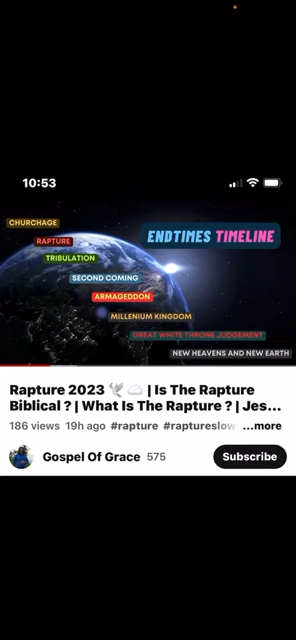 10:53
ENDTIMES TIMELINE
CHURCHAGE
RAPTURE
TRIBULATION
SECOND COMING
ARMAGEDDON
MILLENIUM KINGDOM
GREAT WHITE THRONE JUDGEMENT
NEW HEAVENS AND NEW EARTH
Rapture 2023 🕊️ ☁️ | Is The Rapture
Biblical ? | What Is The Rapture ? | Jes...
186 views 19h ago #rapture #raptureslow ...more
Gospel Of Grace 575
Subscribe